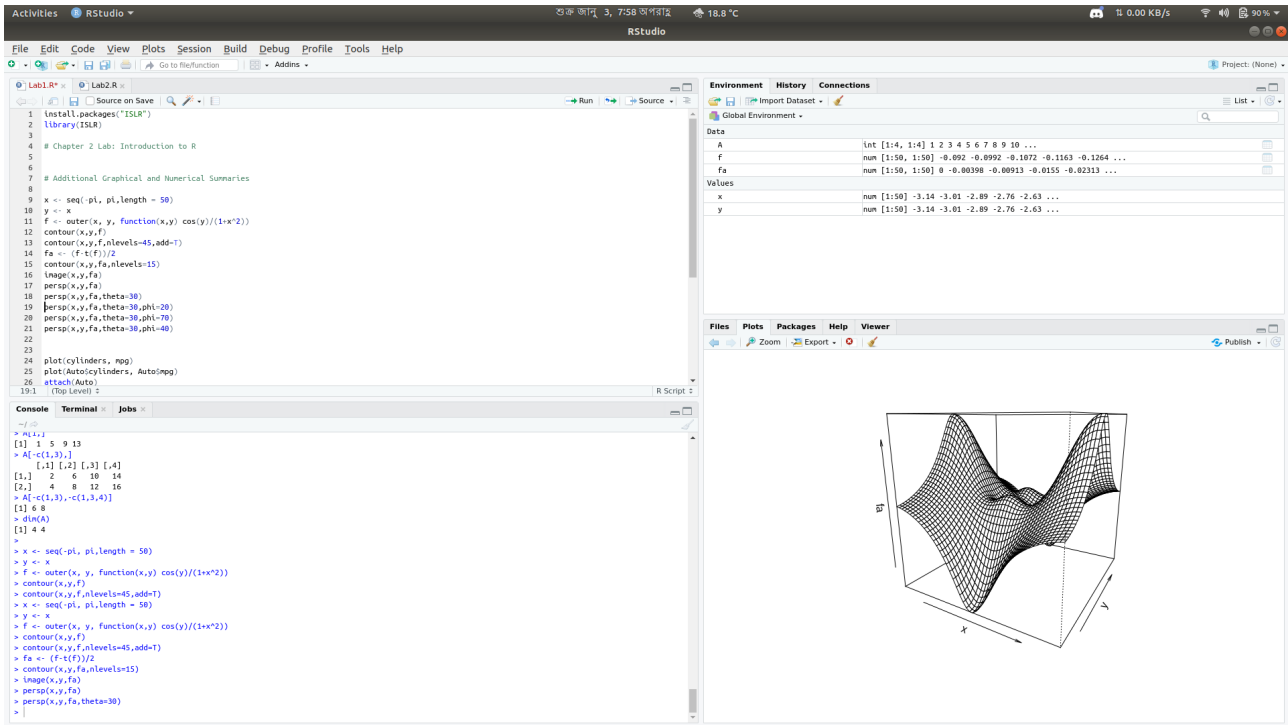 Activities RStudio শুক্র জানু 3, 7:58 অপরাহ্ণ 18.8 °C 0.00 KB/s 90 %
RStudio
File Edit Code View Plots Session Build Debug Profile Tools Help
Go to file/function Addins Project: (None)
Lab1.R* × Lab2.R ×
Source on Save Run Source
1 install.packages("ISLR")
2 library(ISLR)
3
4 # Chapter 2 Lab: Introduction to R
5
6
7 # Additional Graphical and Numerical Summaries
8
9 x <- seq(-pi, pi,length = 50)
10 y <- x
11 f <- outer(x, y, function(x,y) cos(y)/(1+x^2))
12 contour(x,y,f)
13 contour(x,y,f,nlevels=45,add=T)
14 fa <- (f-t(f))/2
15 contour(x,y,fa,nlevels=15)
16 image(x,y,fa)
17 persp(x,y,fa)
18 persp(x,y,fa,theta=30)
19 persp(x,y,fa,theta=30,phi=20)
20 persp(x,y,fa,theta=30,phi=70)
21 persp(x,y,fa,theta=30,phi=40)
22
23
24 plot(cylinders, mpg)
25 plot(Auto$cylinders, Auto$mpg)
26 attach(Auto)
19:1 (Top Level) R Script
Console Terminal × Jobs ×
~/
> A[1,]
[1] 1 5 9 13
> A[-c(1,3),]
[,1] [,2] [,3] [,4]
[1,] 2 6 10 14
[2,] 4 8 12 16
> A[-c(1,3),-c(1,3,4)]
[1] 6 8
> dim(A)
[1] 4 4
>
> x <- seq(-pi, pi,length = 50)
> y <- x
> f <- outer(x, y, function(x,y) cos(y)/(1+x^2))
> contour(x,y,f)
> contour(x,y,f,nlevels=45,add=T)
> x <- seq(-pi, pi,length = 50)
> y <- x
> f <- outer(x, y, function(x,y) cos(y)/(1+x^2))
> contour(x,y,f)
> contour(x,y,f,nlevels=45,add=T)
> fa <- (f-t(f))/2
> contour(x,y,fa,nlevels=15)
> image(x,y,fa)
> persp(x,y,fa)
> persp(x,y,fa,theta=30)
>
Environment History Connections
Import Dataset List
Global Environment
Data
A int [1:4, 1:4] 1 2 3 4 5 6 7 8 9 10 ...
f num [1:50, 1:50] -0.092 -0.0992 -0.1072 -0.1163 -0.1264 ...
fa num [1:50, 1:50] 0 -0.00398 -0.00913 -0.0155 -0.02313 ...
Values
x num [1:50] -3.14 -3.01 -2.89 -2.76 -2.63 ...
y num [1:50] -3.14 -3.01 -2.89 -2.76 -2.63 ...
Files Plots Packages Help Viewer
Zoom Export Publish
fa
x
y